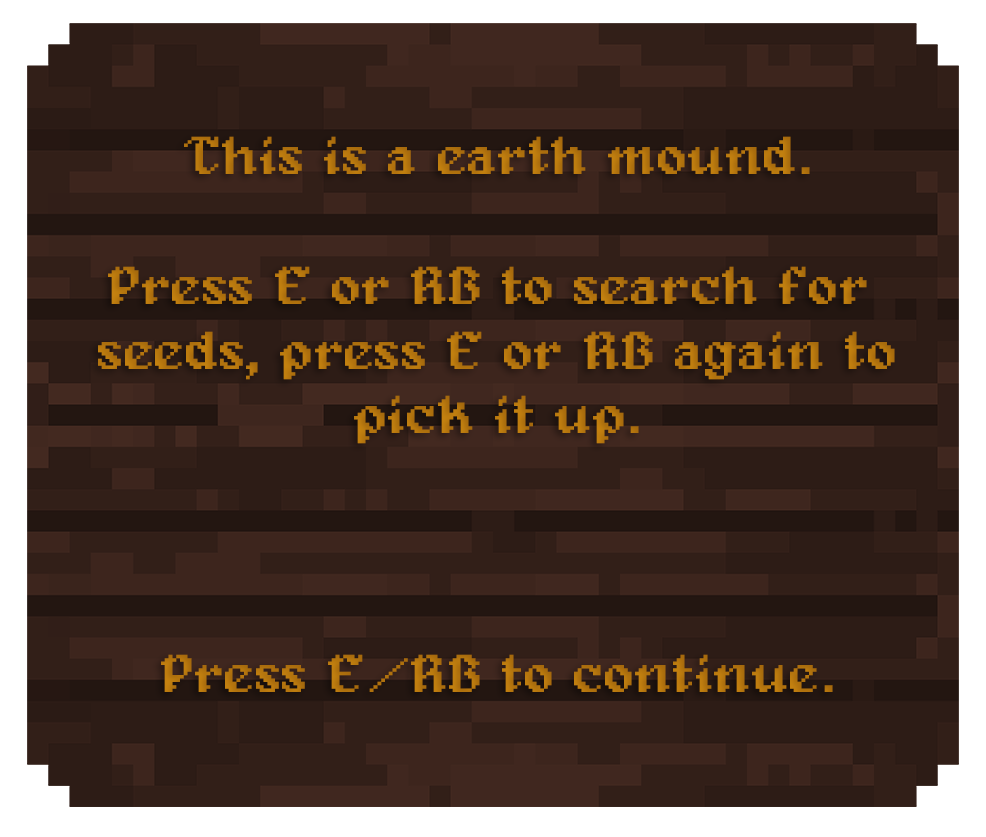 This is a earth mound.
Press E or RB to search for
seeds, press E or RB again to
pick it up.
Press E/RB to continue.